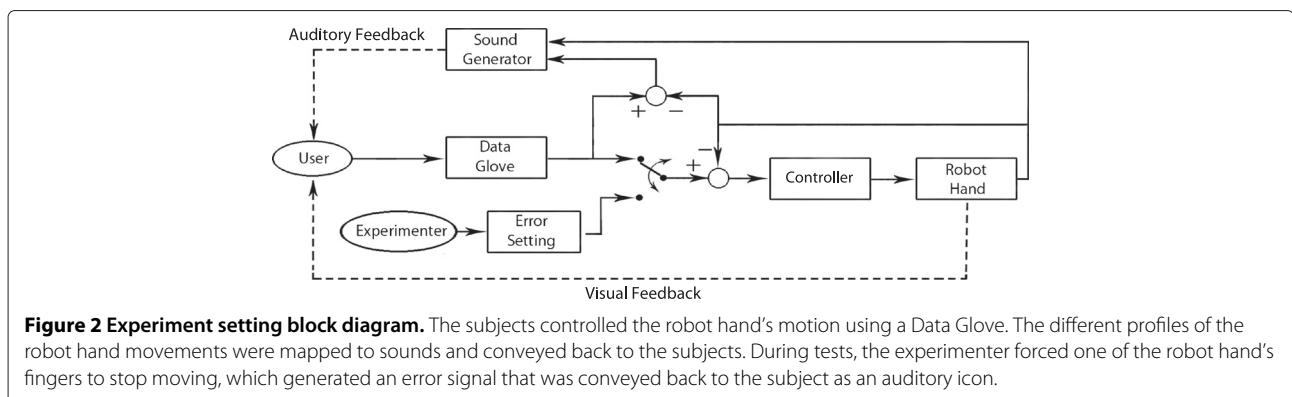 Auditory Feedback
Sound
Generator
+
−
User
Data
Glove
+
−
Controller
Robot
Hand
Experimenter
Error
Setting
Visual Feedback
Figure 2 Experiment setting block diagram. The subjects controlled the robot hand's motion using a Data Glove. The different profiles of the
robot hand movements were mapped to sounds and conveyed back to the subjects. During tests, the experimenter forced one of the robot hand's
fingers to stop moving, which generated an error signal that was conveyed back to the subject as an auditory icon.